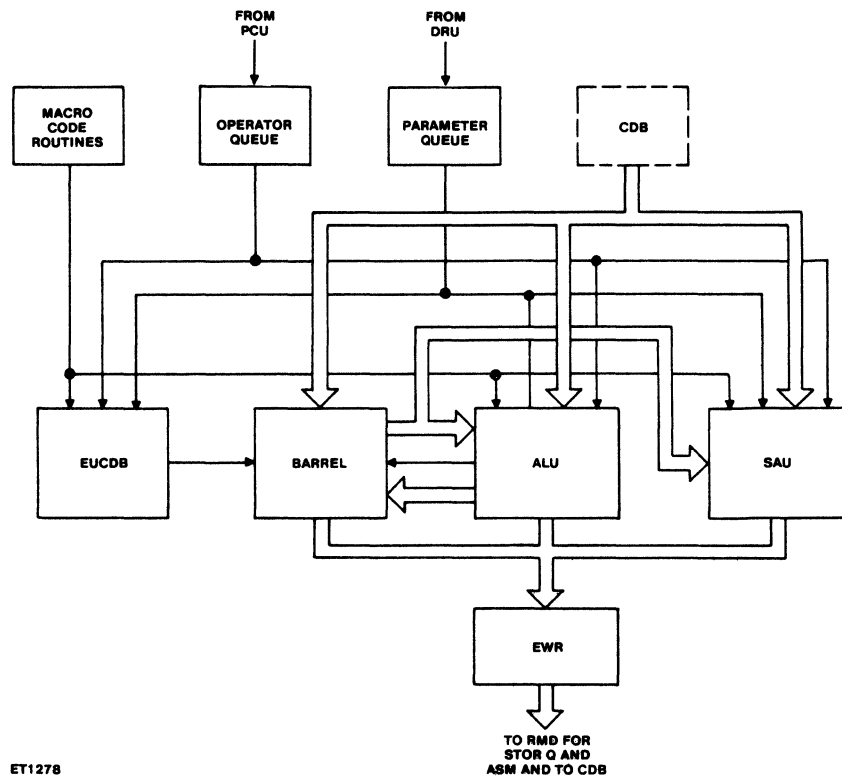 FROM
PCU
FROM
DRU
MACRO
CODE
ROUTINES
OPERATOR
QUEUE
PARAMETER
QUEUE
CDB
EUCDB
BARREL
ALU
SAU
EWR
TO RMD FOR
STOR Q AND
ASM AND TO CDB
ET1278